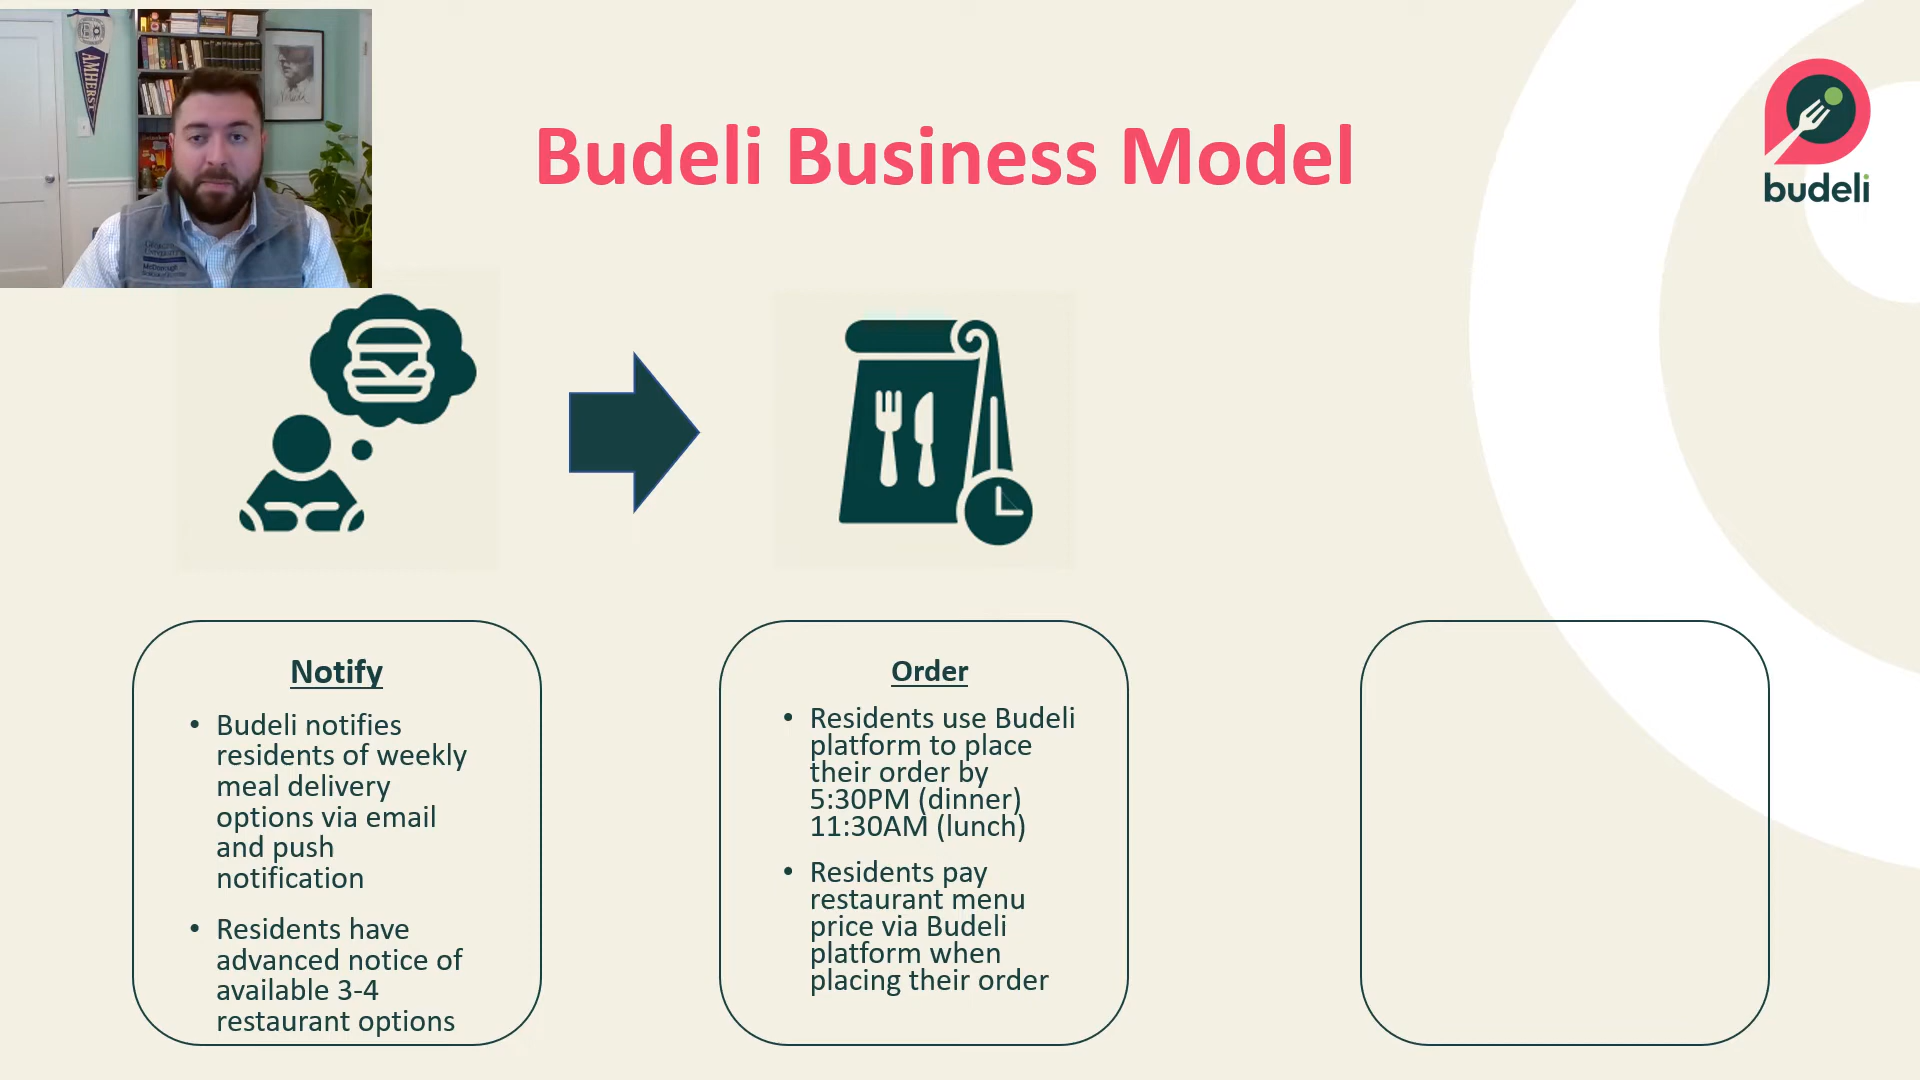 AMHERST
Budeli Business Model
budeli
Notify
• Budeli notifies
residents of weekly
meal delivery
options via email
and push
notification
• Residents have
advanced notice of
available 3-4
restaurant options
Order
• Residents use Budeli
platform to place
their order by
5:30PM (dinner)
11:30AM (lunch)
• Residents pay
restaurant menu
price via Budeli
platform when
placing their order